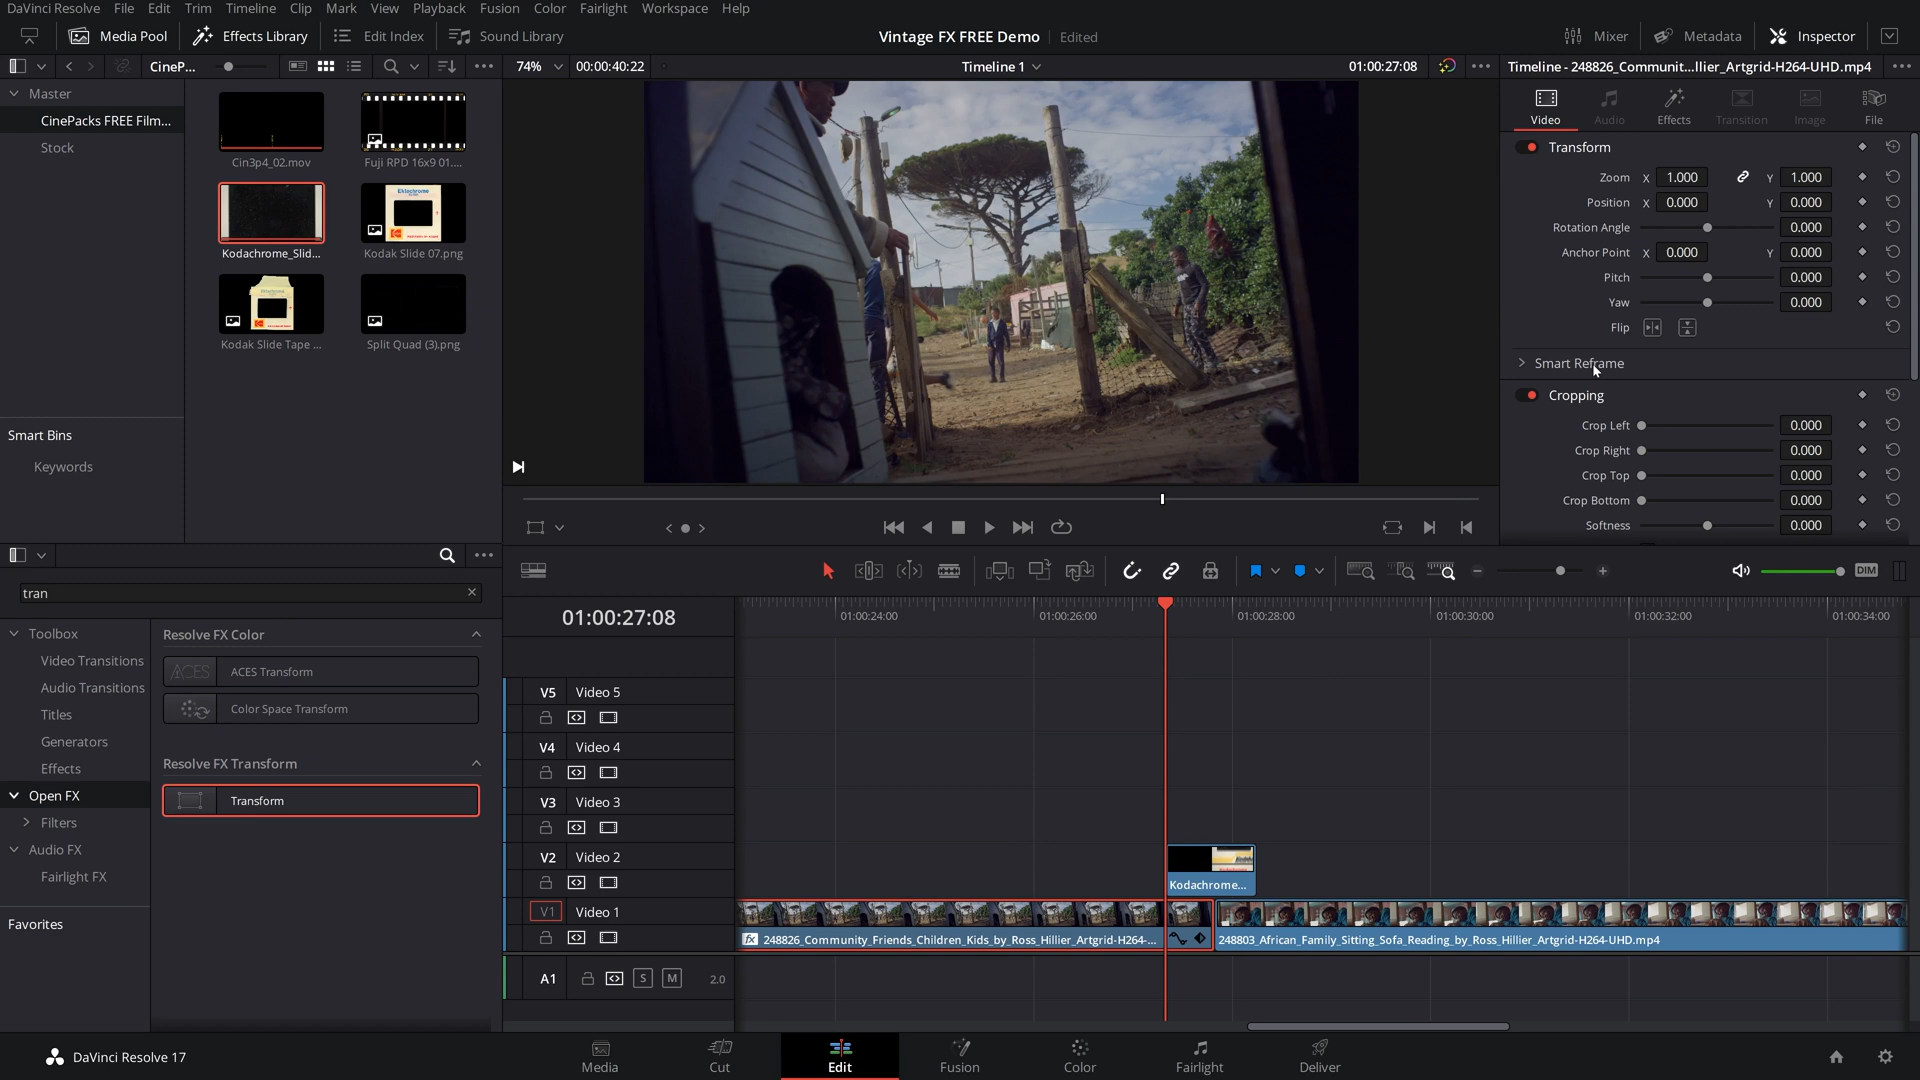 DaVinci Resolve File Edit Trim Timeline Clip Mark View Playback Fusion Color Fairlight Workspace Help
Media Pool Effects Library Edit Index Sound Library
Vintage FX FREE Demo Edited
Mixer Metadata Inspector
CineP...
74% 00:00:40:22 Timeline 1 01:00:27:08
Timeline - 248826_Communit...llier_Artgrid-H264-UHD.mp4
Master
CinePacks FREE Film...
Stock
Cin3p4_02.mov
Fuji RPD 16x9 01....
Kodachrome_Slid...
Kodak Slide 07.png
Kodak Slide Tape ...
Split Quad (3).png
Smart Bins
Keywords
Video Audio Effects Transition Image File
Transform
Zoom X 1.000 Y 1.000
Position X 0.000 Y 0.000
Rotation Angle 0.000
Anchor Point X 0.000 Y 0.000
Pitch 0.000
Yaw 0.000
Flip
Smart Reframe
Cropping
Crop Left 0.000
Crop Right 0.000
Crop Top 0.000
Crop Bottom 0.000
Softness 0.000
tran
Toolbox
Video Transitions
Audio Transitions
Titles
Generators
Effects
Open FX
Filters
Audio FX
Fairlight FX
Favorites
Resolve FX Color
ACES ACES Transform
Color Space Transform
Resolve FX Transform
Transform
DIM
01:00:27:08
01:00:24:00 01:00:26:00 01:00:28:00 01:00:30:00 01:00:32:00 01:00:34:00
V5 Video 5
V4 Video 4
V3 Video 3
V2 Video 2
Kodachrome...
V1 Video 1
fx 248826_Community_Friends_Children_Kids_by_Ross_Hillier_Artgrid-H264-...
248803_African_Family_Sitting_Sofa_Reading_by_Ross_Hillier_Artgrid-H264-UHD.mp4
A1 S M 2.0
DaVinci Resolve 17
Media Cut Edit Fusion Color Fairlight Deliver